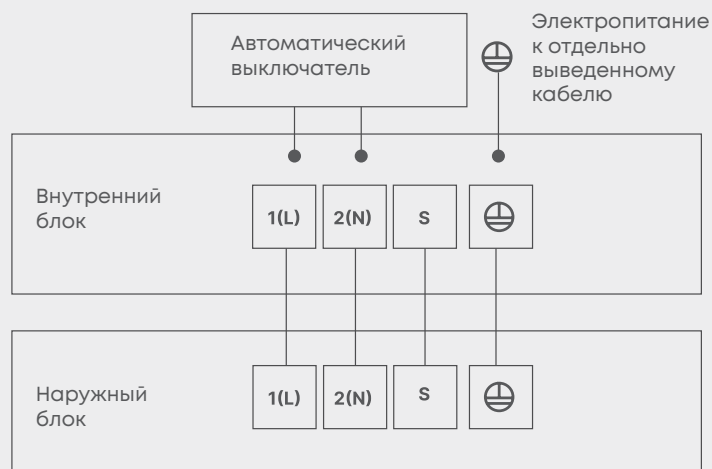 Автоматический
выключатель
Электропитание
к отдельно
выведенному
кабелю
Внутренний
блок
1(L) 2(N) S
Наружный
блок
1(L) 2(N) S